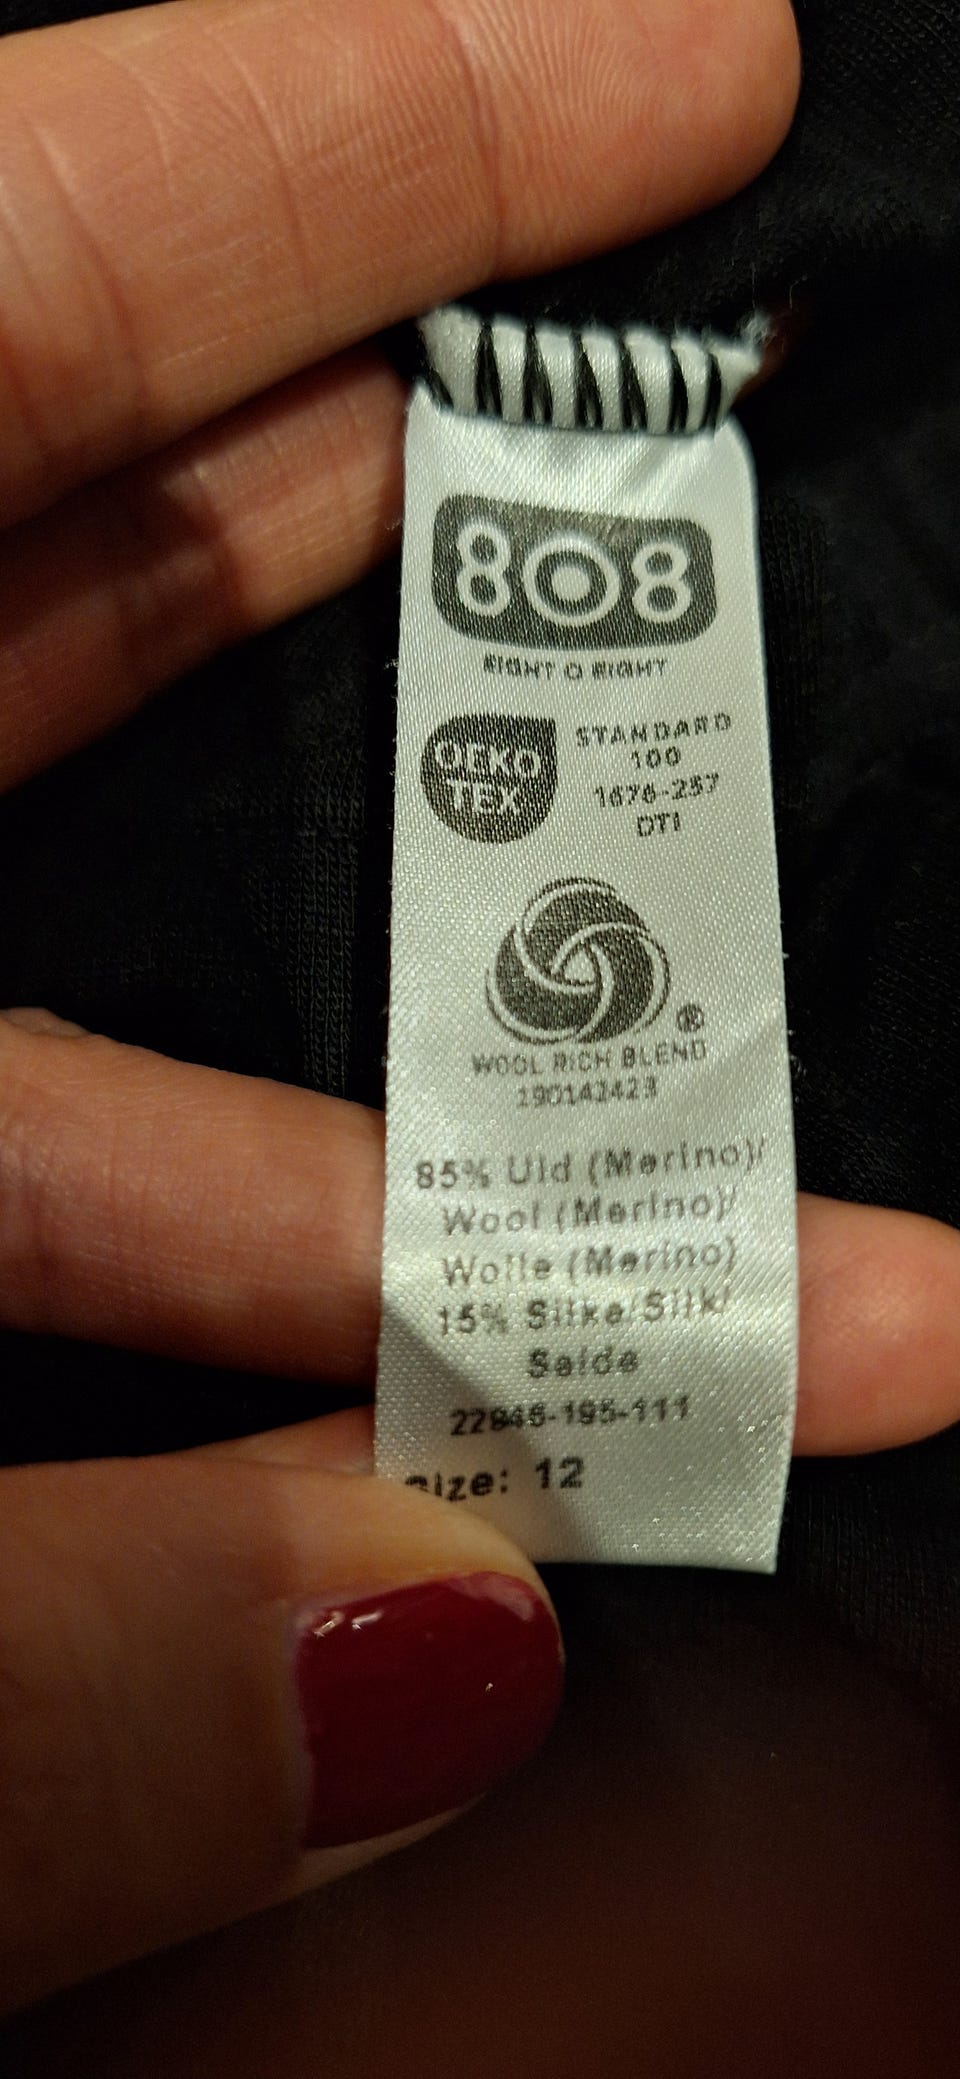 808
EIGHT O EIGHT
OEKO
TEX
STANDARD
100
1676-257
DTI
®
WOOL RICH BLEND
190142423
85% Uld (Merino)/
Wool (Merino)/
Wolle (Merino)
15% Silke/Silk/
Seide
22846-195-111
Size: 12